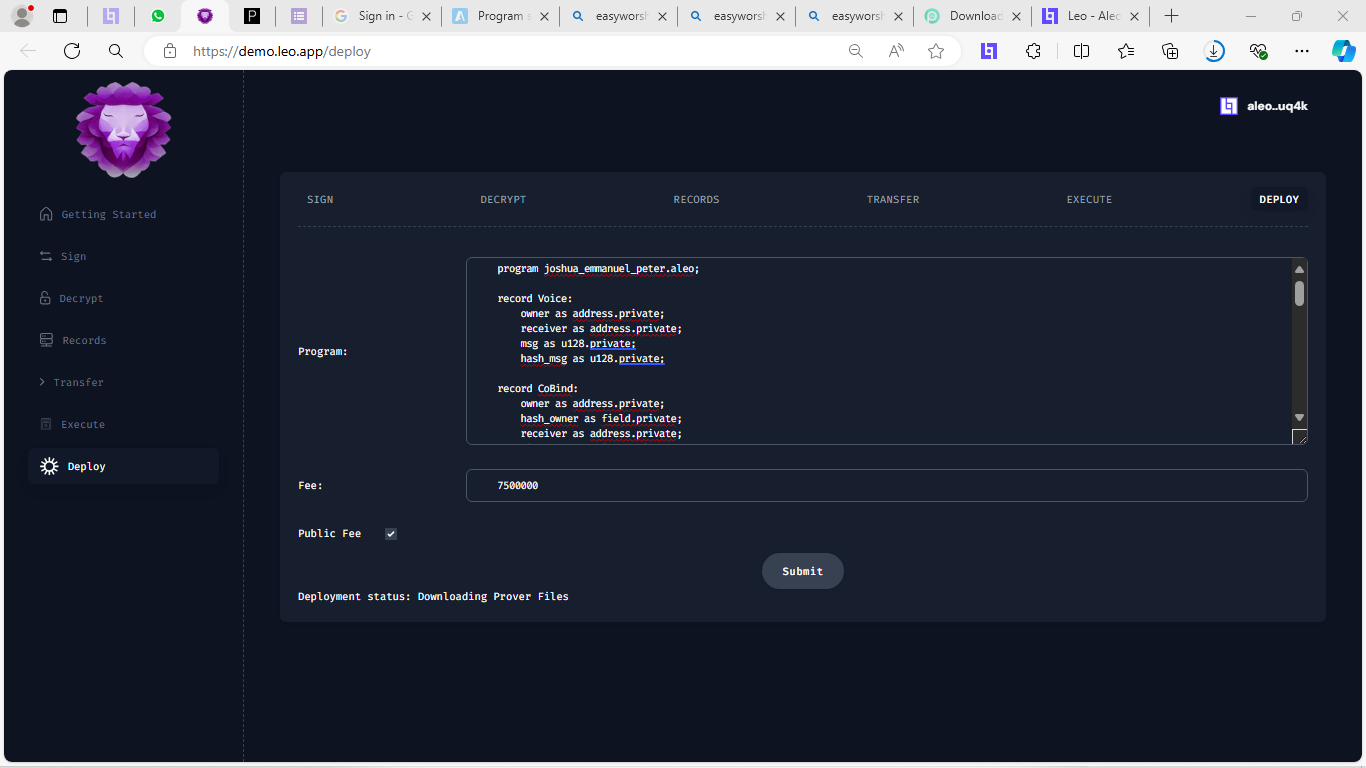 Sign in - G
Program s
easyworsh
easyworsh
easyworsh
Download
Leo - Aleo
https://demo.leo.app/deploy
aleo..uq4k
Getting Started
Sign
Decrypt
Records
Transfer
Execute
Deploy
SIGN
DECRYPT
RECORDS
TRANSFER
EXECUTE
DEPLOY
Program:
program joshua_emmanuel_peter.aleo;
record Voice:
owner as address.private;
receiver as address.private;
msg as u128.private;
hash_msg as u128.private;
record CoBind:
owner as address.private;
hash_owner as field.private;
receiver as address.private;
Fee:
7500000
Public Fee
Submit
Deployment status: Downloading Prover Files